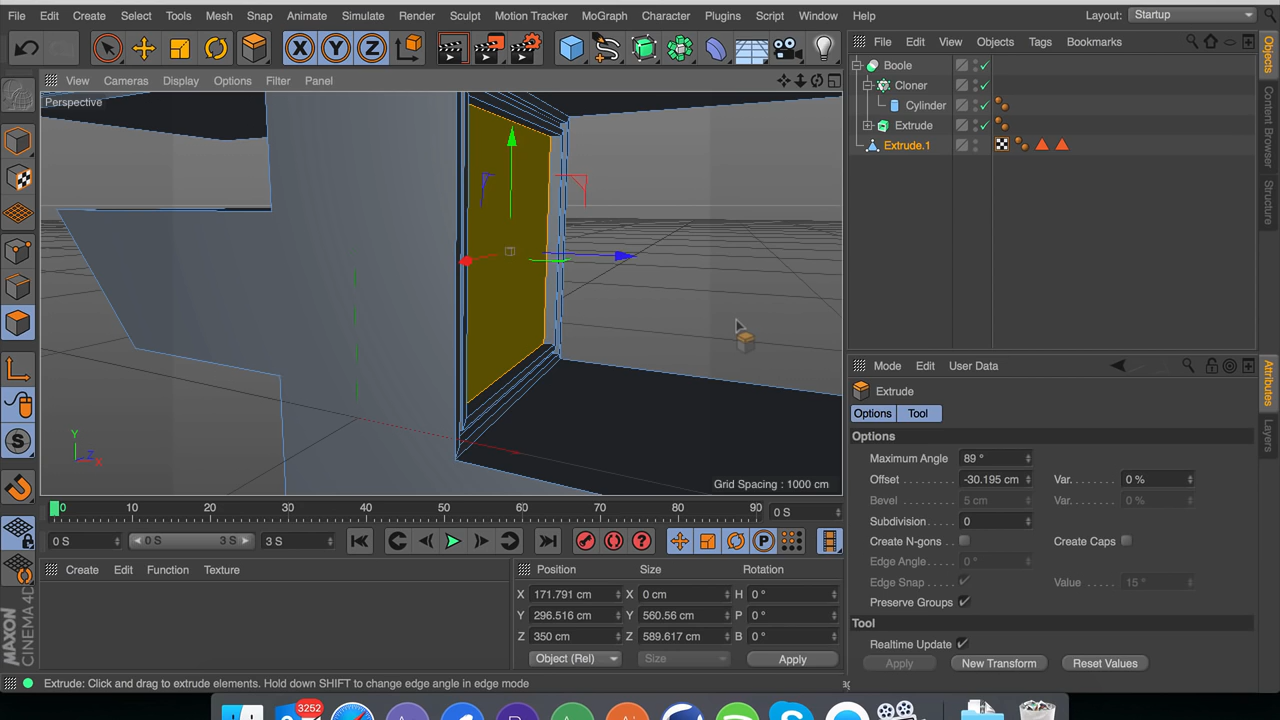 File Edit Create Select Tools Mesh Snap Animate Simulate Render Sculpt Motion Tracker MoGraph Character Plugins Script Window Help Layout: Startup
X Y Z
File Edit View Objects Tags Bookmarks
Boole
Cloner
Cylinder
Extrude
Extrude.1
Objects
Content Browser
Structure
View Cameras Display Options Filter Panel
Perspective
Y
Z
X
Grid Spacing : 1000 cm
0 10 20 30 40 50 60 70 80 90 0 S
0 S 0 S 3 S 3 S
P
Create Edit Function Texture
Position Size Rotation
X 171.791 cm X 0 cm H 0 °
Y 296.516 cm Y 560.56 cm P 0 °
Z 350 cm Z 589.617 cm B 0 °
Object (Rel) Size Apply
MAXON
CINEMA 4D
Mode Edit User Data
Extrude
Options Tool
Options
Maximum Angle 89 °
Offset -30.195 cm Var. 0 %
Bevel 5 cm Var. 0 %
Subdivision 0
Create N-gons Create Caps
Edge Angle 0 °
Edge Snap Value 15 °
Preserve Groups
Tool
Realtime Update
Apply New Transform Reset Values
Attributes
Layers
Extrude: Click and drag to extrude elements. Hold down SHIFT to change edge angle in edge mode
3252